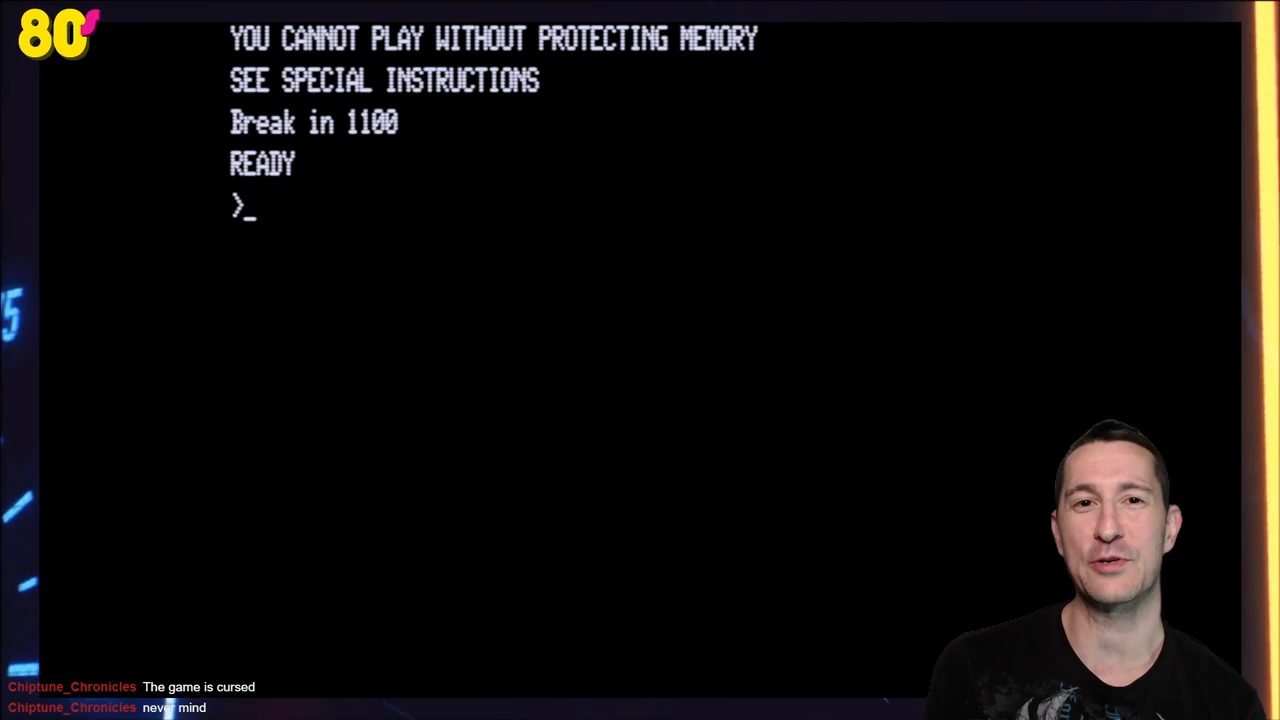 80's
YOU CANNOT PLAY WITHOUT PROTECTING MEMORY
SEE SPECIAL INSTRUCTIONS
Break in 1100
READY
>_
5
Chiptune_Chronicles The game is cursed
Chiptune_Chronicles never mind